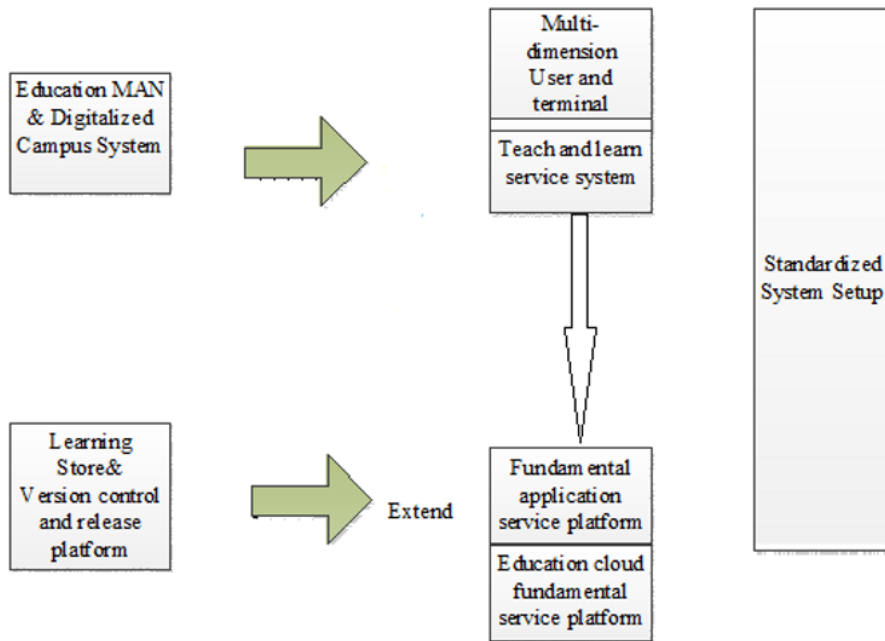 Education MAN
& Digitalized
Campus System
Multi-
dimension
User and
terminal
Teach and learn
service system
Standardized
System Setup
Learning
Store&
Version control
and release
platform
Extend
Fundamental
application
service platform
Education cloud
fundamental
service platform